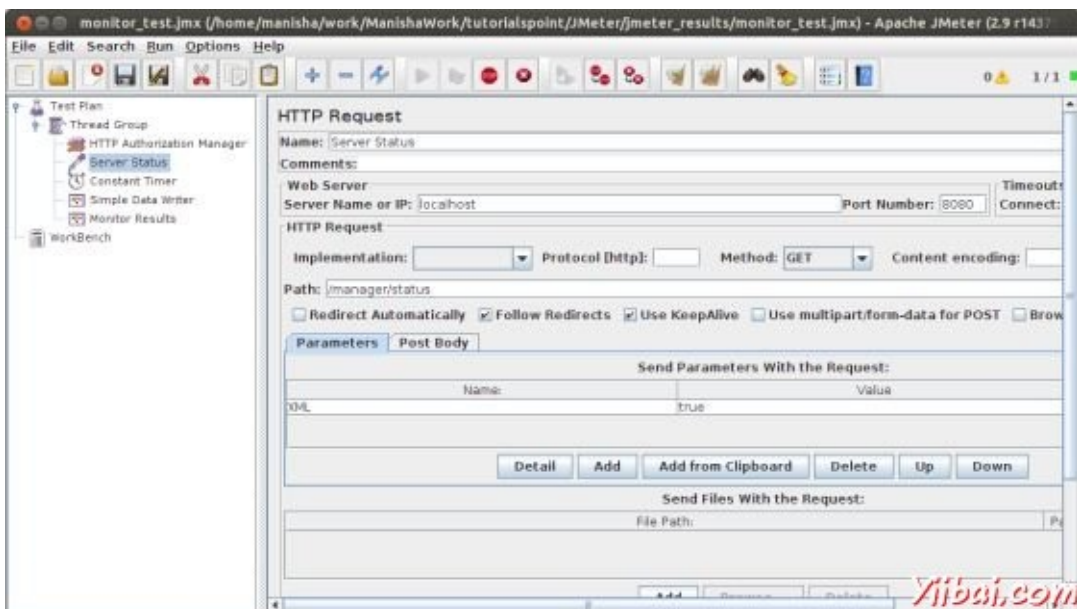 monitor_test.jmx (/home/manisha/work/ManishaWork/tutorialspoint/JMeter/jmeter_results/monitor_test.jmx) - Apache JMeter (2.9 r1437
File Edit Search Run Options Help
0 1/1
Test Plan
Thread Group
HTTP Authorization Manager
Server Status
Constant Timer
Simple Data Writer
Monitor Results
WorkBench
HTTP Request
Name: Server Status
Comments:
Web Server
Timeouts
Server Name or IP: localhost Port Number: 8080 Connect:
HTTP Request
Implementation: Protocol [http]: Method: GET Content encoding:
Path: /manager/status
Redirect Automatically Follow Redirects Use KeepAlive Use multipart/form-data for POST Brow
Parameters Post Body
Send Parameters With the Request:
Name: Value
XML true
Detail Add Add from Clipboard Delete Up Down
Send Files With the Request:
File Path: Pa
Add Browse... Delete
Yiibai.com